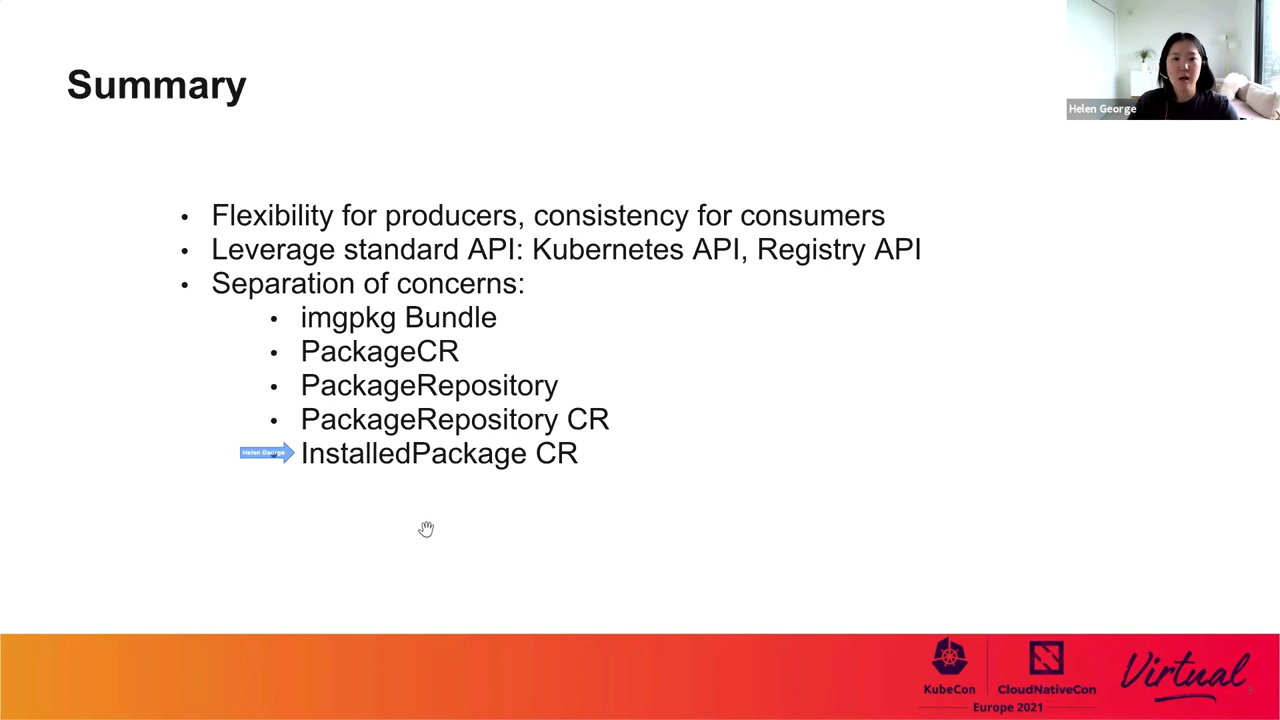 Summary
Helen George
Flexibility for producers, consistency for consumers
Leverage standard API: Kubernetes API, Registry API
Separation of concerns:
imgpkg Bundle
PackageCR
PackageRepository
PackageRepository CR
Helen George
InstalledPackage CR
KubeCon
CloudNativeCon
Europe 2021
Virtual